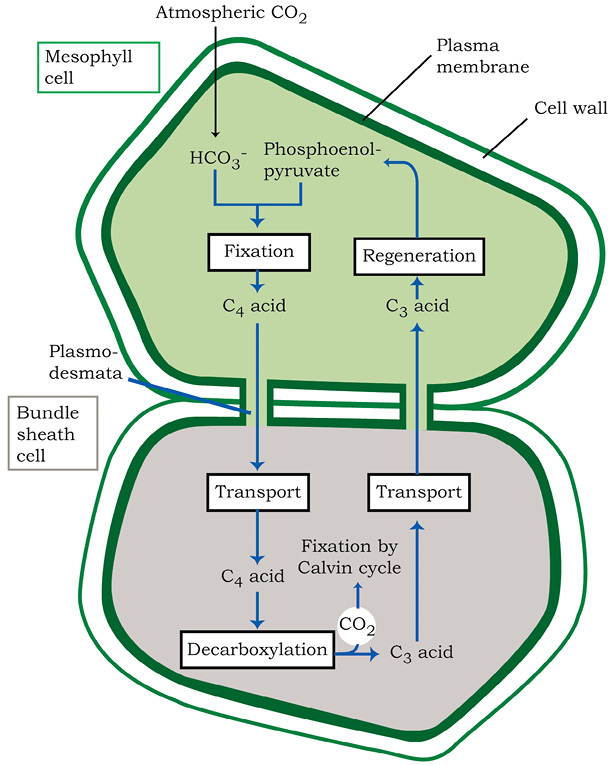 Atmospheric CO2
Mesophyll
cell
Plasma
membrane
Cell wall
HCO3-
Phosphoenol-
pyruvate
Fixation
Regeneration
C4 acid
C3 acid
Plasmo-
desmata
Bundle
sheath
cell
Transport
Transport
Fixation by
Calvin cycle
C4 acid
CO2
Decarboxylation
C3 acid